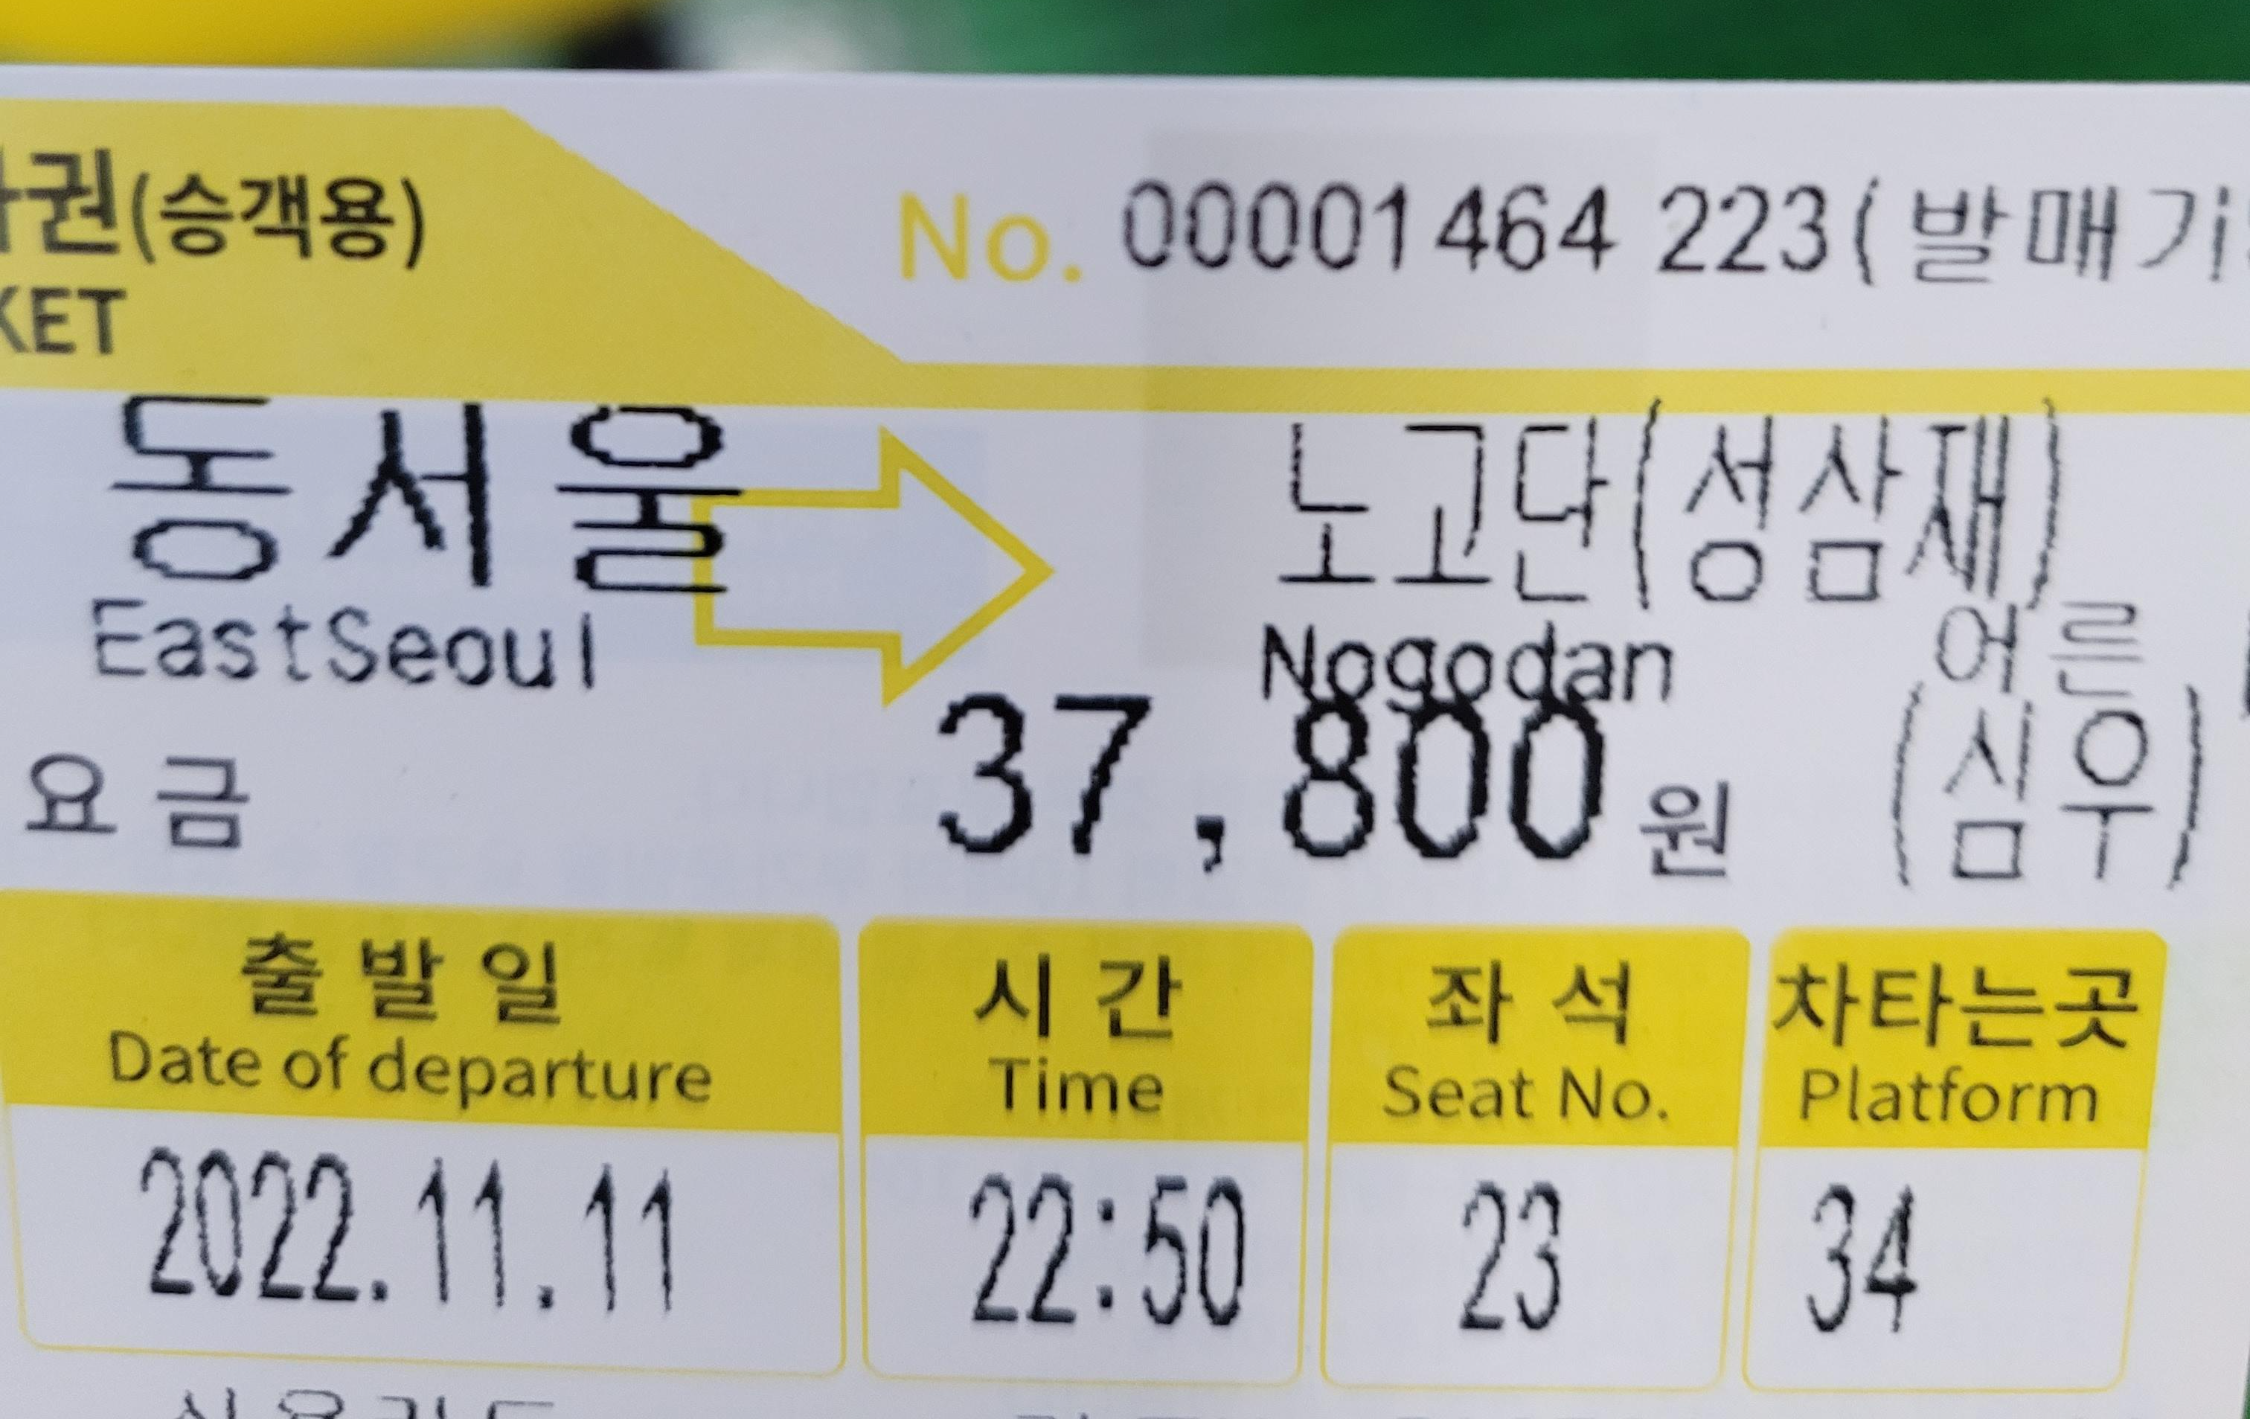 권(승객용)
No. 00001464 223(발매기
KET
동서울
노고단(성삼재)
EastSeoul
Nogodan
어른
요금
37,800원
(심우)
출발일
시간
좌석
차타는곳
Date of departure
Time
Seat No.
Platform
2022.11.11
22:50
23
34